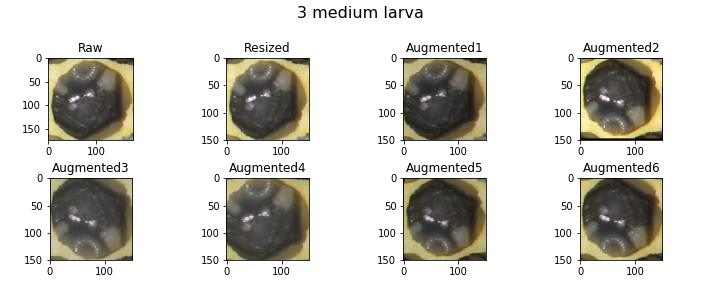 3 medium larva
Raw Resized Augmented1 Augmented2
0 0 0 0
50 50 50 50
100 100 100 100
150 150 150 150
0 100 0 100 0 100 0 100
Augmented3 Augmented4 Augmented5 Augmented6
0 0 0 0
50 50 50 50
100 100 100 100
150 150 150 150
0 100 0 100 0 100 0 100